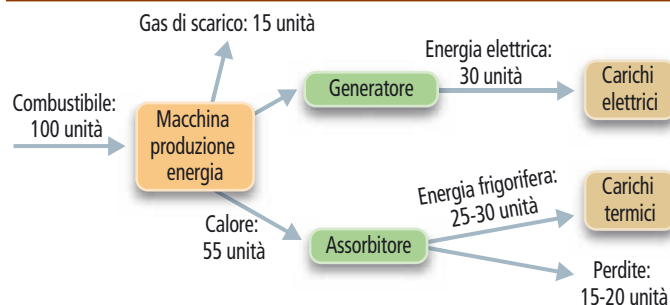 Gas di scarico: 15 unità
Combustibile:
100 unità
Macchina
produzione
energia
Generatore
Energia elettrica:
30 unità
Carichi
elettrici
Calore:
55 unità
Assorbitore
Energia frigorifera:
25-30 unità
Carichi
termici
Perdite:
15-20 unità